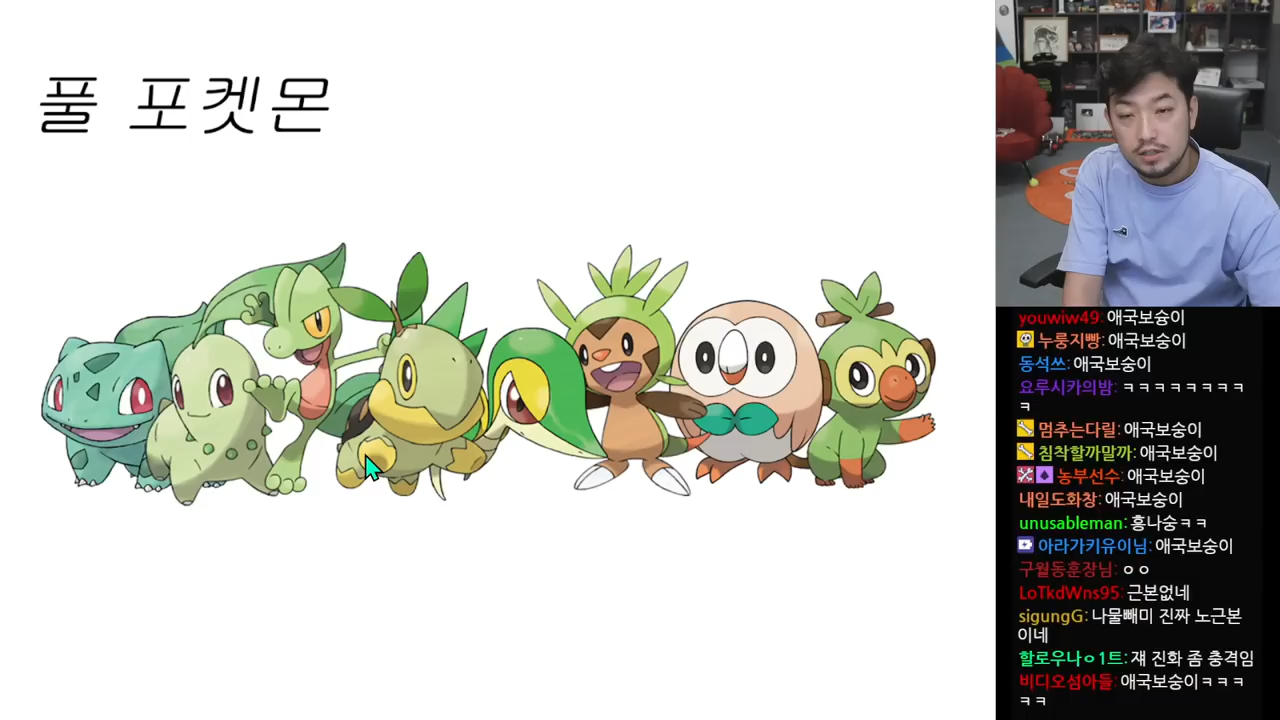 풀 포켓몬
youwiw49: 애국보숭이
누룽지빵: 애국보숭이
동석쓰: 애국보숭이
요루시카의밤: ㅋㅋㅋㅋㅋㅋㅋㅋ
ㅋ
멈추는다릴: 애국보숭이
침착할까말까: 애국보숭이
농부선수: 애국보숭이
내일도화창: 애국보숭이
unusableman: 흥나숭ㅋㅋ
아라가키유이님: 애국보숭이
구월동훈장님: ㅇㅇ
LoTkdWns95: 근본없네
sigungG: 나물빼미 진짜 노근본
이네
할로우나ㅇ1트: 쟤 진화 좀 충격임
비디오섬아들: 애국보숭이ㅋㅋㅋ
ㅋㅋ